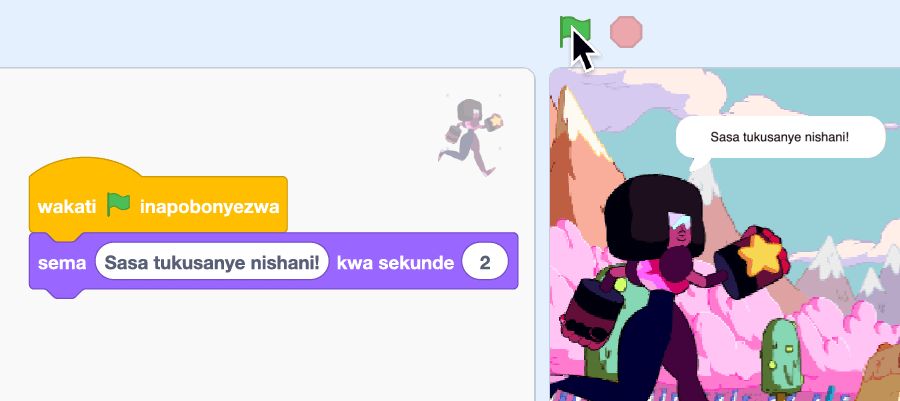 Sasa tukusanye nishani!
wakati inapobonyezwa
sema Sasa tukusanye nishani! kwa sekunde 2